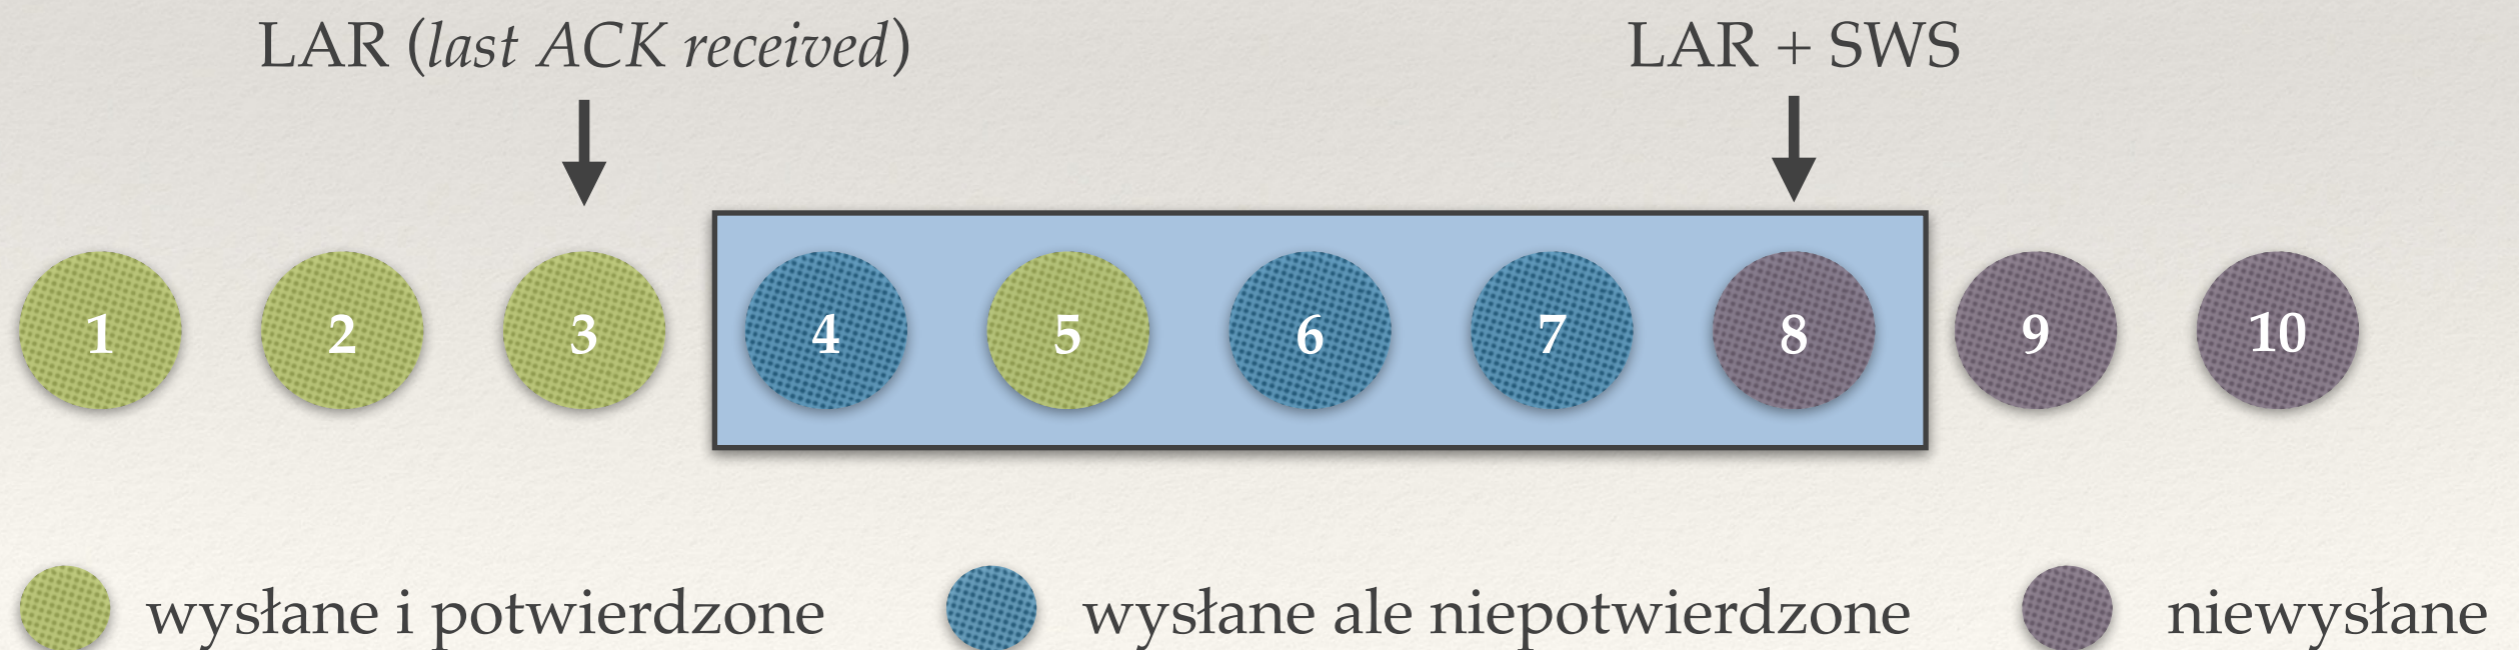 LAR (last ACK received) LAR + SWS
1 2 3 4 5 6 7 8 9 10
wysłane i potwierdzone wysłane ale niepotwierdzone niewysłane